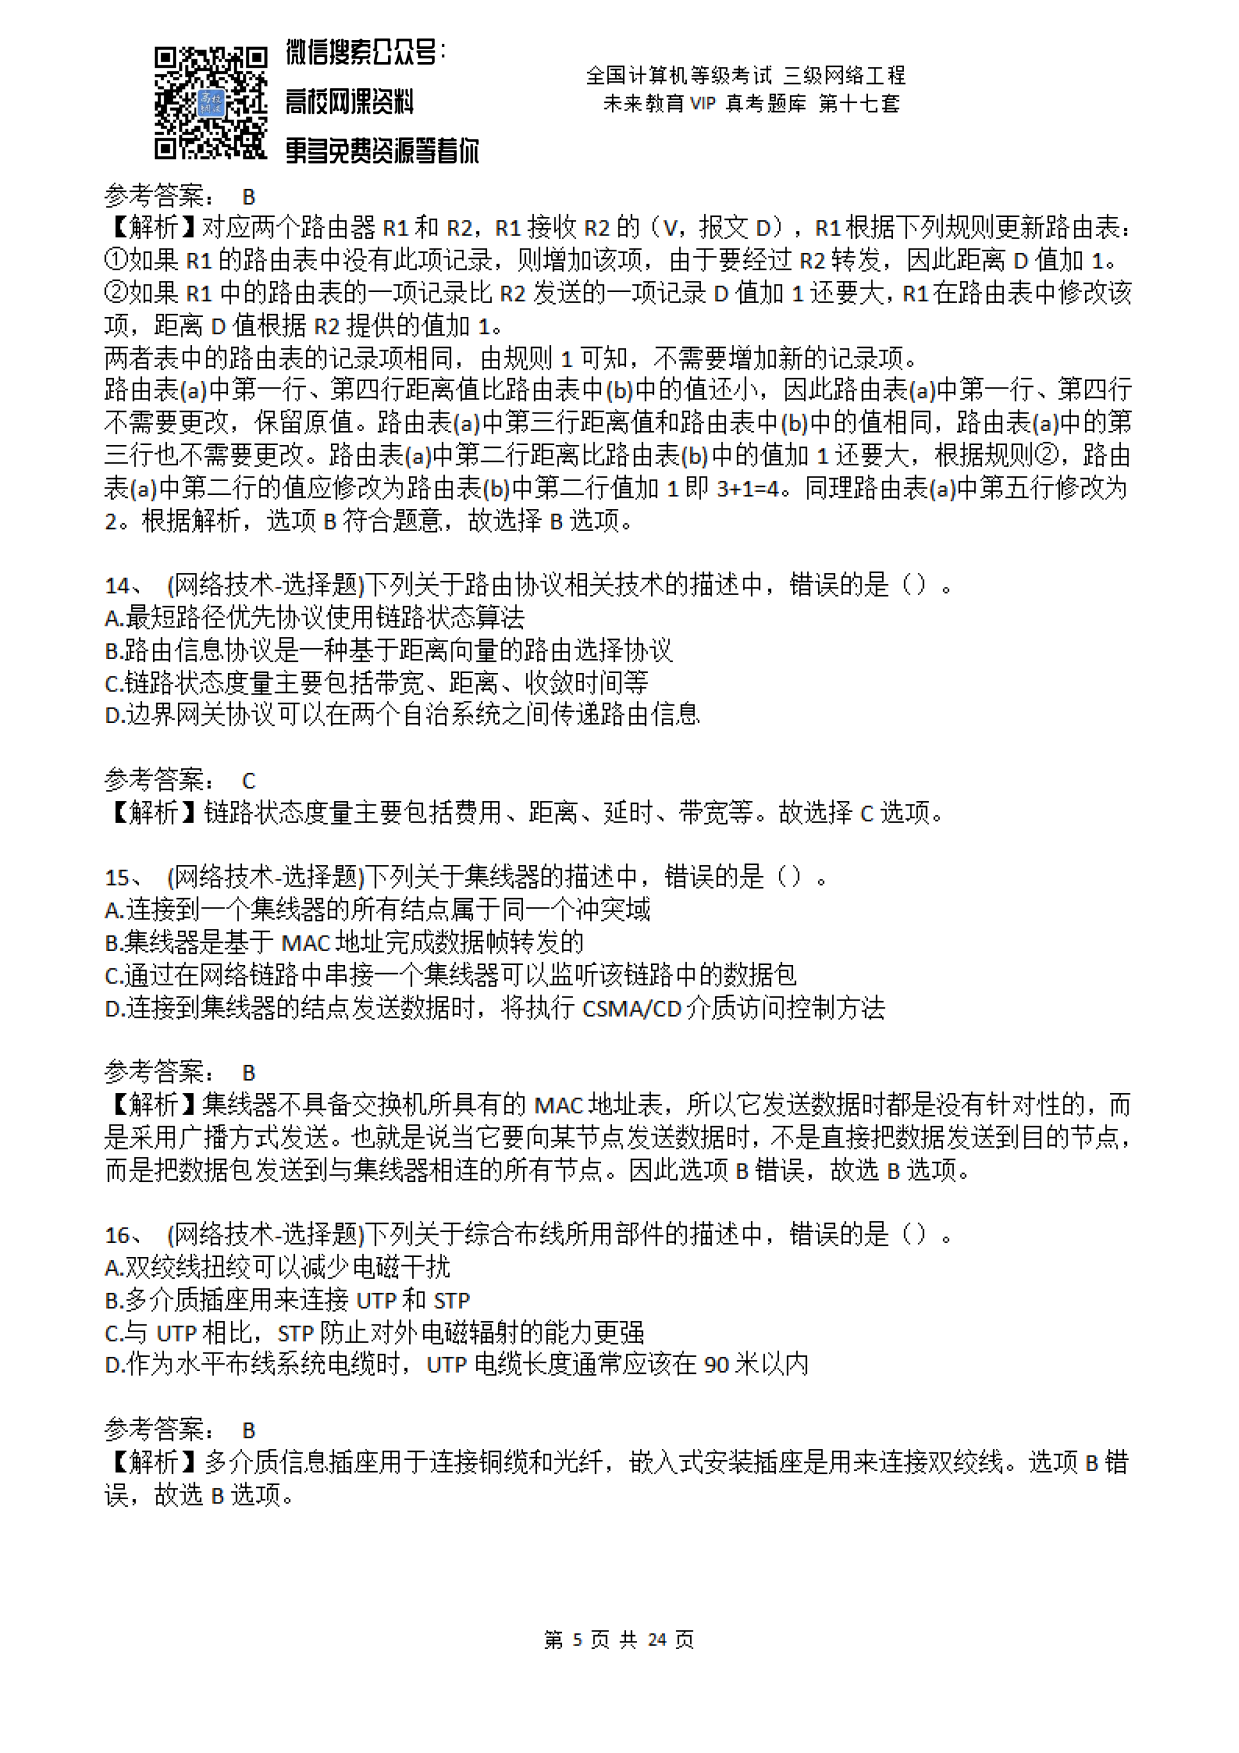 微信搜索公众号：
高校网课资料
更多免费资源等着你
全国计算机等级考试 三级网络工程
未来教育 VIP 真考题库 第十七套
参考答案： B
【解析】对应两个路由器 R1 和 R2，R1 接收 R2 的（V，报文 D），R1 根据下列规则更新路由表：
①如果 R1 的路由表中没有此项记录，则增加该项，由于要经过 R2 转发，因此距离 D 值加 1。
②如果 R1 中的路由表的一项记录比 R2 发送的一项记录 D 值加 1 还要大，R1 在路由表中修改该
项，距离 D 值根据 R2 提供的值加 1。
两者表中的路由表的记录项相同，由规则 1 可知，不需要增加新的记录项。
路由表(a)中第一行、第四行距离值比路由表中(b)中的值还小，因此路由表(a)中第一行、第四行
不需要更改，保留原值。路由表(a)中第三行距离值和路由表中(b)中的值相同，路由表(a)中的第
三行也不需要更改。路由表(a)中第二行距离比路由表(b)中的值加 1 还要大，根据规则②，路由
表(a)中第二行的值应修改为路由表(b)中第二行值加 1 即 3+1=4。同理路由表(a)中第五行修改为
2。根据解析，选项 B 符合题意，故选择 B 选项。
14、 (网络技术-选择题)下列关于路由协议相关技术的描述中，错误的是（）。
A.最短路径优先协议使用链路状态算法
B.路由信息协议是一种基于距离向量的路由选择协议
C.链路状态度量主要包括带宽、距离、收敛时间等
D.边界网关协议可以在两个自治系统之间传递路由信息
参考答案： C
【解析】链路状态度量主要包括费用、距离、延时、带宽等。故选择 C 选项。
15、 (网络技术-选择题)下列关于集线器的描述中，错误的是（）。
A.连接到一个集线器的所有结点属于同一个冲突域
B.集线器是基于 MAC 地址完成数据帧转发的
C.通过在网络链路中串接一个集线器可以监听该链路中的数据包
D.连接到集线器的结点发送数据时，将执行 CSMA/CD 介质访问控制方法
参考答案： B
【解析】集线器不具备交换机所具有的 MAC 地址表，所以它发送数据时都是没有针对性的，而
是采用广播方式发送。也就是说当它要向某节点发送数据时，不是直接把数据发送到目的节点，
而是把数据包发送到与集线器相连的所有节点。因此选项 B 错误，故选 B 选项。
16、 (网络技术-选择题)下列关于综合布线所用部件的描述中，错误的是（）。
A.双绞线扭绞可以减少电磁干扰
B.多介质插座用来连接 UTP 和 STP
C.与 UTP 相比，STP 防止对外电磁辐射的能力更强
D.作为水平布线系统电缆时，UTP 电缆长度通常应该在 90 米以内
参考答案： B
【解析】多介质信息插座用于连接铜缆和光纤，嵌入式安装插座是用来连接双绞线。选项 B 错
误，故选 B 选项。
第 5 页 共 24 页